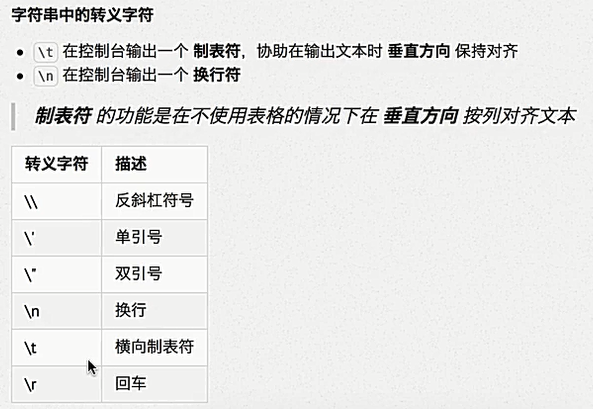 字符串中的转义字符
\t 在控制台输出一个 制表符，协助在输出文本时 垂直方向 保持对齐
\n 在控制台输出一个 换行符
制表符 的功能是在不使用表格的情况下在 垂直方向 按列对齐文本
转义字符 描述
\\ 反斜杠符号
\' 单引号
\" 双引号
\n 换行
\t 横向制表符
\r 回车